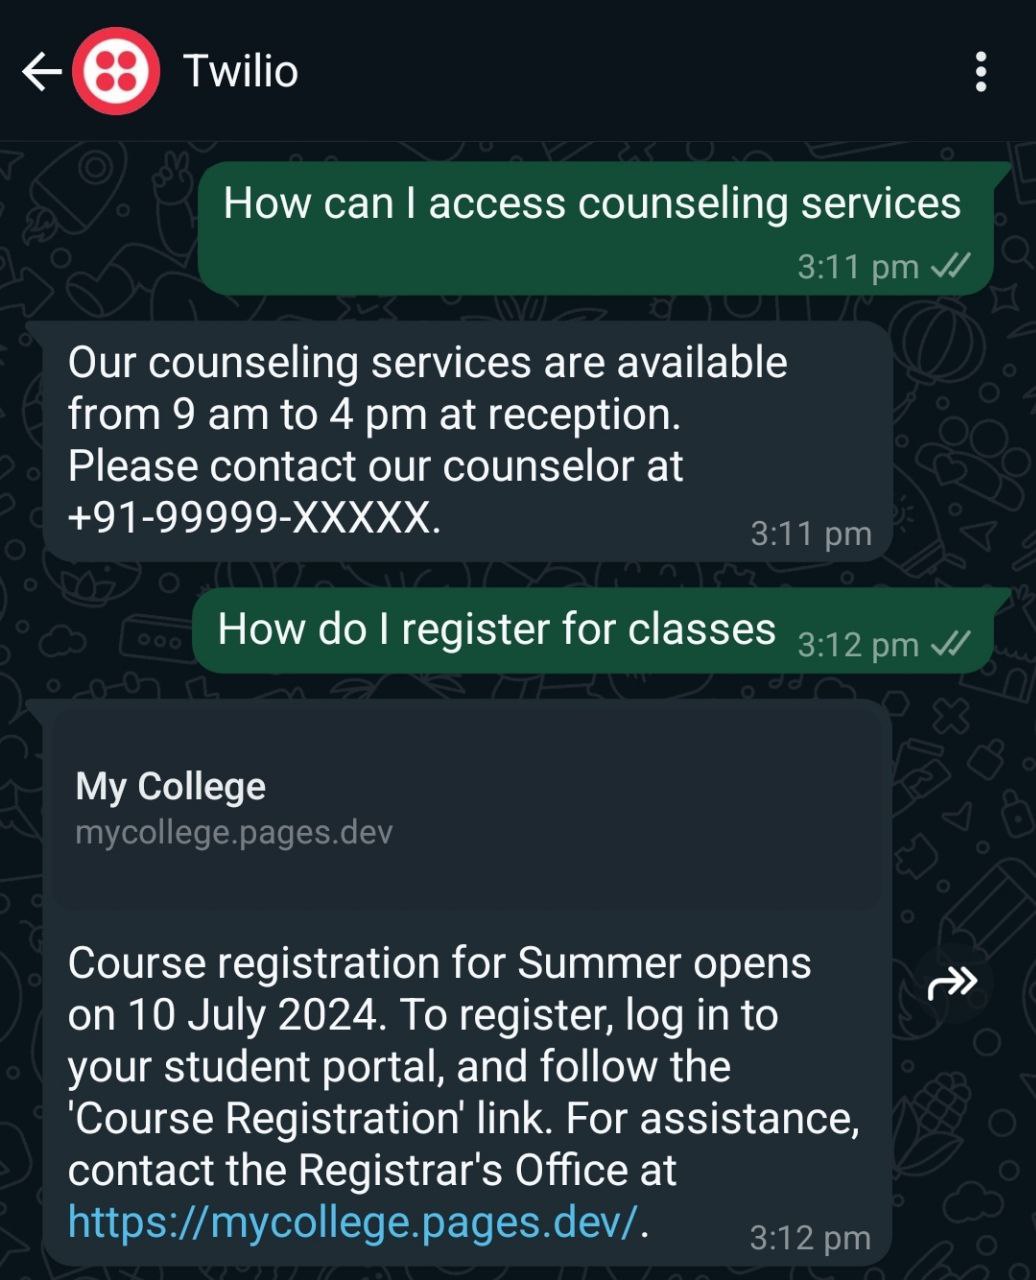 Twilio
How can I access counseling services
3:11 pm
Our counseling services are available
from 9 am to 4 pm at reception.
Please contact our counselor at
+91-99999-XXXXX.
3:11 pm
How do I register for classes
3:12 pm
My College
mycollege.pages.dev
Course registration for Summer opens
on 10 July 2024. To register, log in to
your student portal, and follow the
'Course Registration' link. For assistance,
contact the Registrar's Office at
https://mycollege.pages.dev/.
3:12 pm